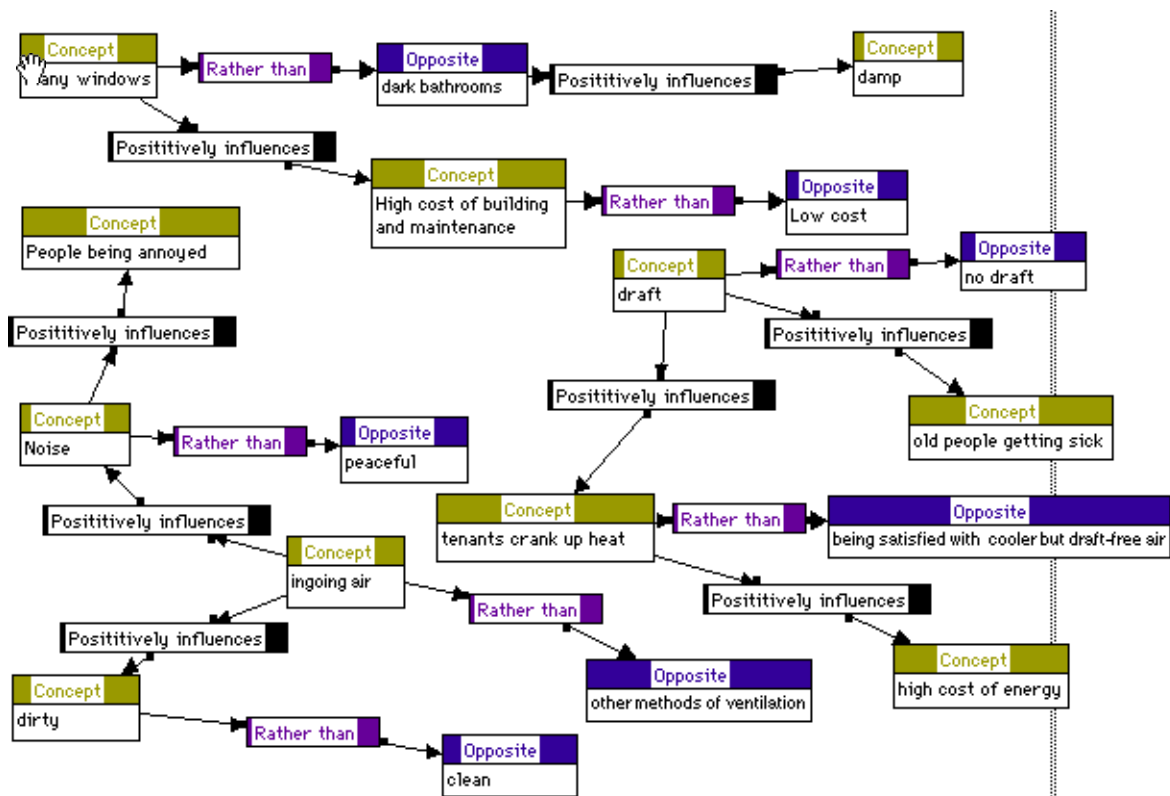 Concept
any windows
Rather than
Opposite
dark bathrooms
Posititively influences
Concept
damp
Posititively influences
Concept
High cost of building
and maintenance
Rather than
Opposite
Low cost
Concept
People being annoyed
Concept
draft
Rather than
Opposite
no draft
Posititively influences
Posititively influences
Posititively influences
Concept
old people getting sick
Concept
Noise
Rather than
Opposite
peaceful
Posititively influences
Concept
tenants crank up heat
Rather than
Opposite
being satisfied with cooler but draft-free air
Concept
ingoing air
Rather than
Posititively influences
Posititively influences
Concept
dirty
Opposite
other methods of ventilation
Concept
high cost of energy
Rather than
Opposite
clean